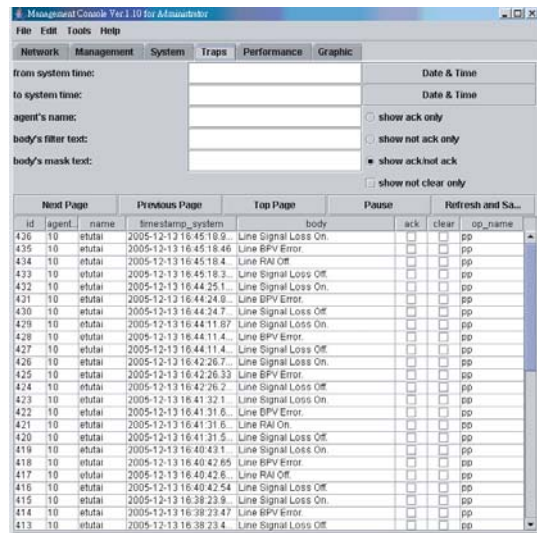 Management Console Ver.1.10 for Administrator
File Edit Tools Help
Network Management System Traps Performance Graphic
from system time: Date & Time
to system time: Date & Time
agent's name: show ack only
body's filter text: show not ack only
body's mask text: show ack/not ack
show not clear only
Next Page Previous Page Top Page Pause Refresh and Sa...
id agent name timestamp_system body ack clear op_name
436 10 etutai 2005-12-13 16:45:18.9... Line Signal Loss On. pp
435 10 etutai 2005-12-13 16:45:18.46 Line BPV Error. pp
434 10 etutai 2005-12-13 16:45:18.4... Line RAI Off. pp
433 10 etutai 2005-12-13 16:45:18.3... Line Signal Loss Off. pp
432 10 etutai 2005-12-13 16:44:25.1... Line Signal Loss On. pp
431 10 etutai 2005-12-13 16:44:24.8... Line BPV Error. pp
430 10 etutai 2005-12-13 16:44:24.7... Line Signal Loss Off. pp
429 10 etutai 2005-12-13 16:44:11.87 Line Signal Loss On. pp
428 10 etutai 2005-12-13 16:44:11.4... Line BPV Error. pp
427 10 etutai 2005-12-13 16:44:11.4... Line Signal Loss Off. pp
426 10 etutai 2005-12-13 16:42:26.7... Line Signal Loss On. pp
425 10 etutai 2005-12-13 16:42:26.33 Line BPV Error. pp
424 10 etutai 2005-12-13 16:42:26.2... Line Signal Loss Off. pp
423 10 etutai 2005-12-13 16:41:32.1... Line Signal Loss On. pp
422 10 etutai 2005-12-13 16:41:31.6... Line BPV Error. pp
421 10 etutai 2005-12-13 16:41:31.6... Line RAI On. pp
420 10 etutai 2005-12-13 16:41:31.5... Line Signal Loss Off. pp
419 10 etutai 2005-12-13 16:40:43.1... Line Signal Loss On. pp
418 10 etutai 2005-12-13 16:40:42.65 Line BPV Error. pp
417 10 etutai 2005-12-13 16:40:42.6... Line RAI Off. pp
416 10 etutai 2005-12-13 16:40:42.54 Line Signal Loss Off. pp
415 10 etutai 2005-12-13 16:38:23.9... Line Signal Loss On. pp
414 10 etutai 2005-12-13 16:38:23.47 Line BPV Error. pp
413 10 etutai 2005-12-13 16:38:23.4... Line Signal Loss Off. pp